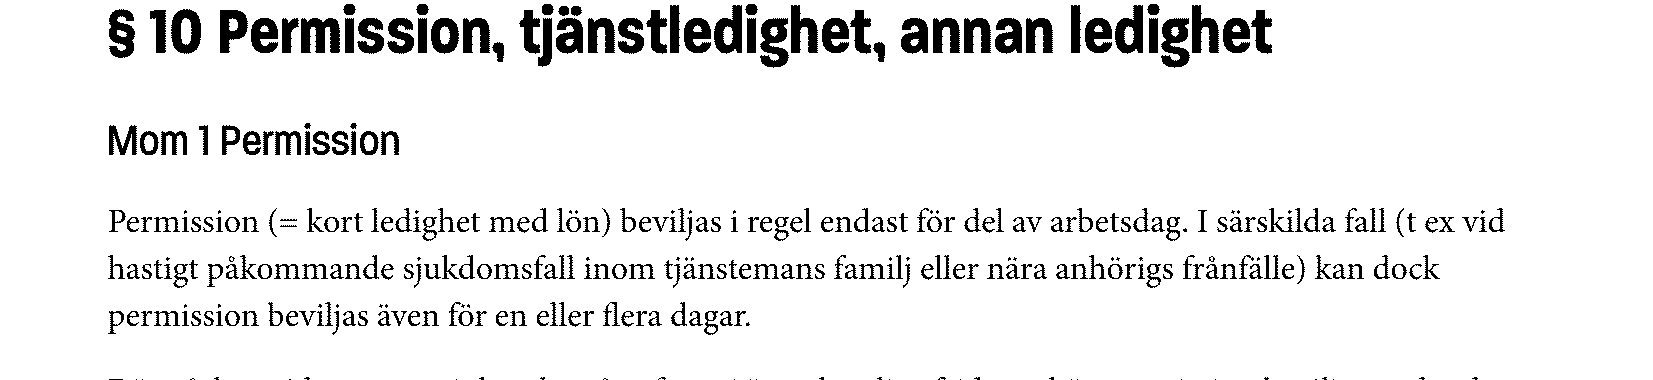 § 10 Permission, tjänstledighet, annan ledighet
Mom 1 Permission
Permission (= kort ledighet med lön) beviljas i regel endast för del av arbetsdag. I särskilda fall (t ex vid
hastigt påkommande sjukdomsfall inom tjänstemans familj eller nära anhörigs frånfälle) kan dock
permission beviljas även för en eller flera dagar.